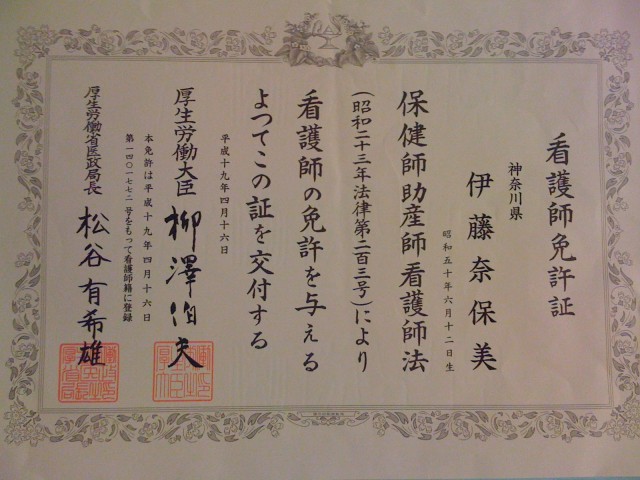 看護師免許証
神奈川県
伊藤奈保美
昭和五十年六月十二日生
保健師助産師看護師法
（昭和二十三年法律第二百三号）により
看護師の免許を与える
よつてこの証を交付する
平成十九年四月十六日
厚生労働大臣 柳澤伯夫
本免許は平成十九年四月十六日
第一四〇一七七二号をもって看護師籍に登録
厚生労働省医政局長 松谷有希雄